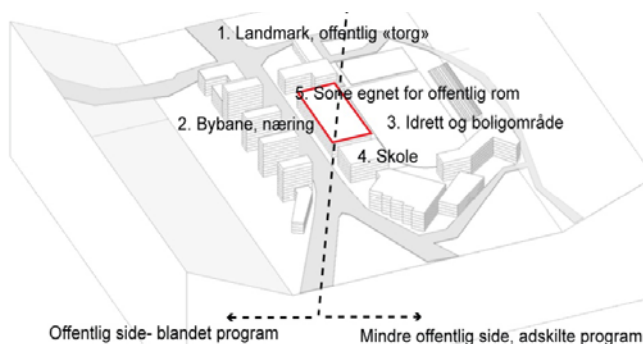 1. Landmark, offentlig «torg»
5. Sone egnet for offentlig rom
2. Bybane, næring
3. Idrett og boligområde
4. Skole
Offentlig side- blandet program
Mindre offentlig side, adskilte program